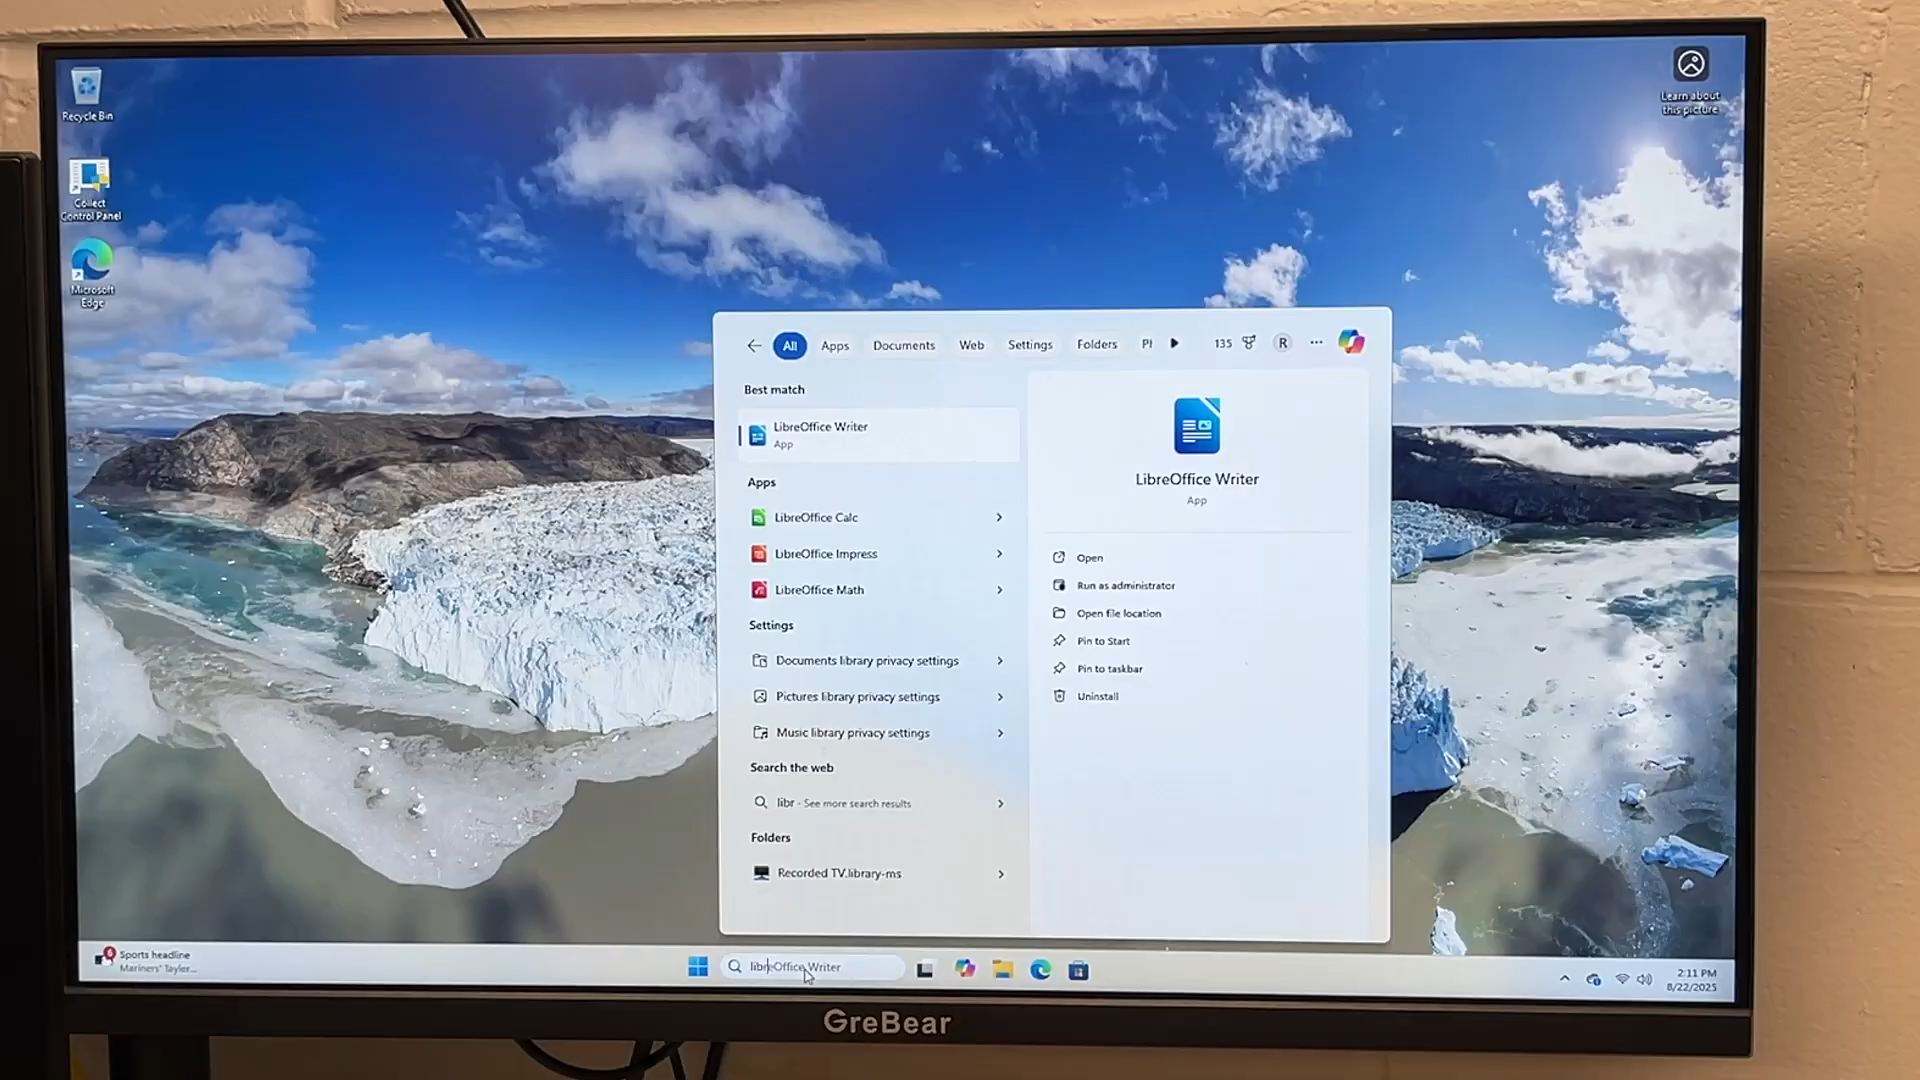 Recycle Bin
Collect
Control Panel
Microsoft
Edge
Learn about
this picture
All
Apps
Documents
Web
Settings
Folders
135
R
Best match
LibreOffice Writer
App
Apps
LibreOffice Calc
LibreOffice Impress
LibreOffice Math
Settings
Documents library privacy settings
Pictures library privacy settings
Music library privacy settings
Search the web
libr - See more search results
Folders
Recorded TV.library-ms
LibreOffice Writer
App
Open
Run as administrator
Open file location
Pin to Start
Pin to taskbar
Uninstall
6
Sports headline
Mariners' Tayler...
libreOffice Writer
2:11 PM
8/22/2025
GreBear